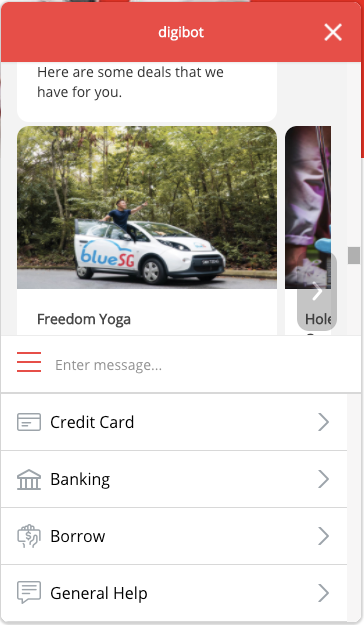 digibot
Here are some deals that we
have for you.
blueSG
Freedom Yoga
Hole
Enter message...
Credit Card
Banking
Borrow
General Help